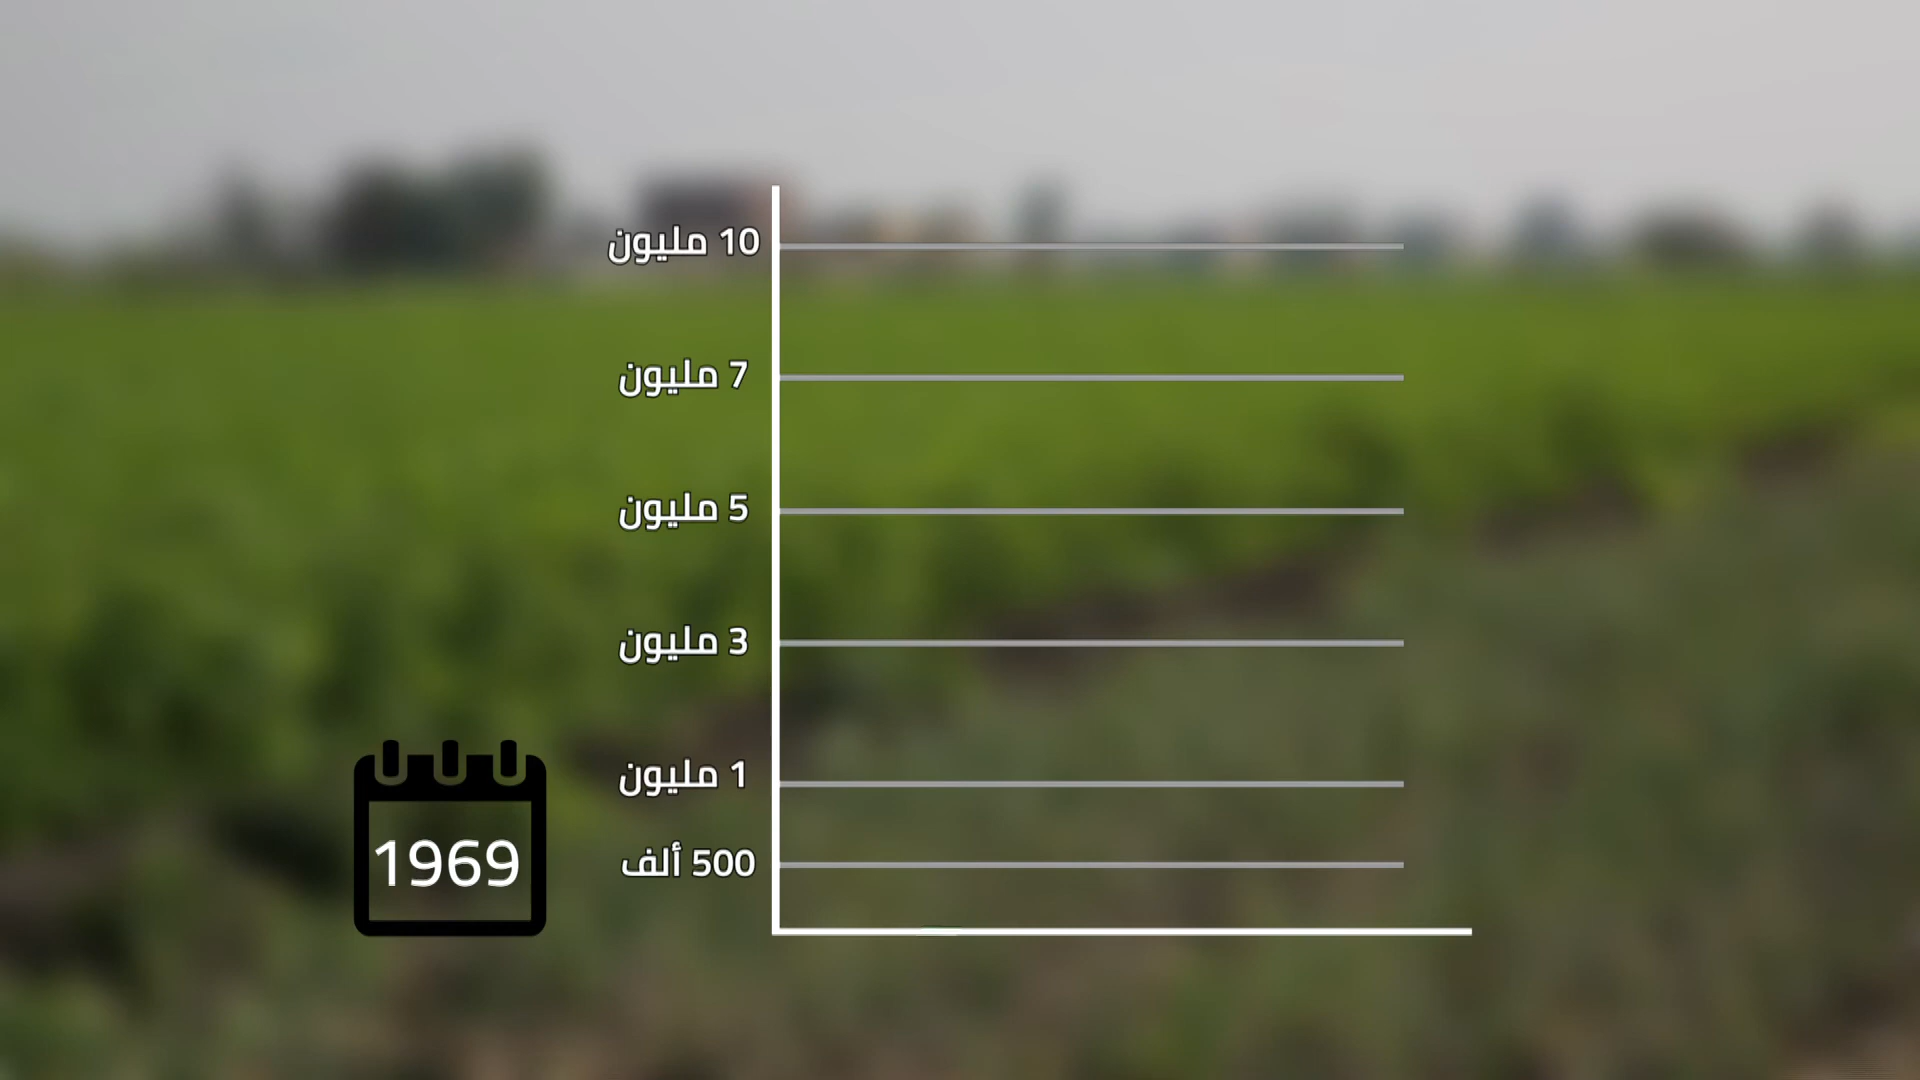 10 مليون
7 مليون
5 مليون
3 مليون
1 مليون
500 ألف
1969